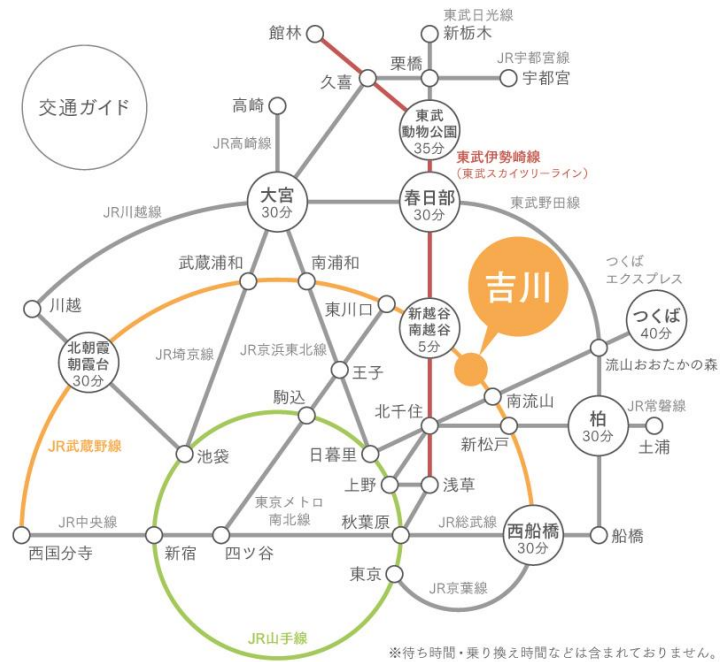 交通ガイド
館林
東武日光線
新栃木
栗橋
JR宇都宮線
久喜
宇都宮
高崎
東武
動物公園
35分
JR高崎線
東武伊勢崎線
（東武スカイツリーライン）
大宮
30分
春日部
30分
JR川越線
東武野田線
武蔵浦和
南浦和
吉川
つくば
エクスプレス
川越
東川口
新越谷
南越谷
5分
つくば
40分
北朝霞
朝霞台
30分
JR埼京線
JR京浜東北線
王子
流山おおたかの森
駒込
北千住
南流山
柏
30分
JR常磐線
JR武蔵野線
池袋
日暮里
新松戸
土浦
上野
浅草
東京メトロ
南北線
JR中央線
秋葉原
JR総武線
西船橋
30分
西国分寺
新宿
四ツ谷
船橋
東京
JR京葉線
JR山手線
※待ち時間・乗り換え時間などは含まれておりません。